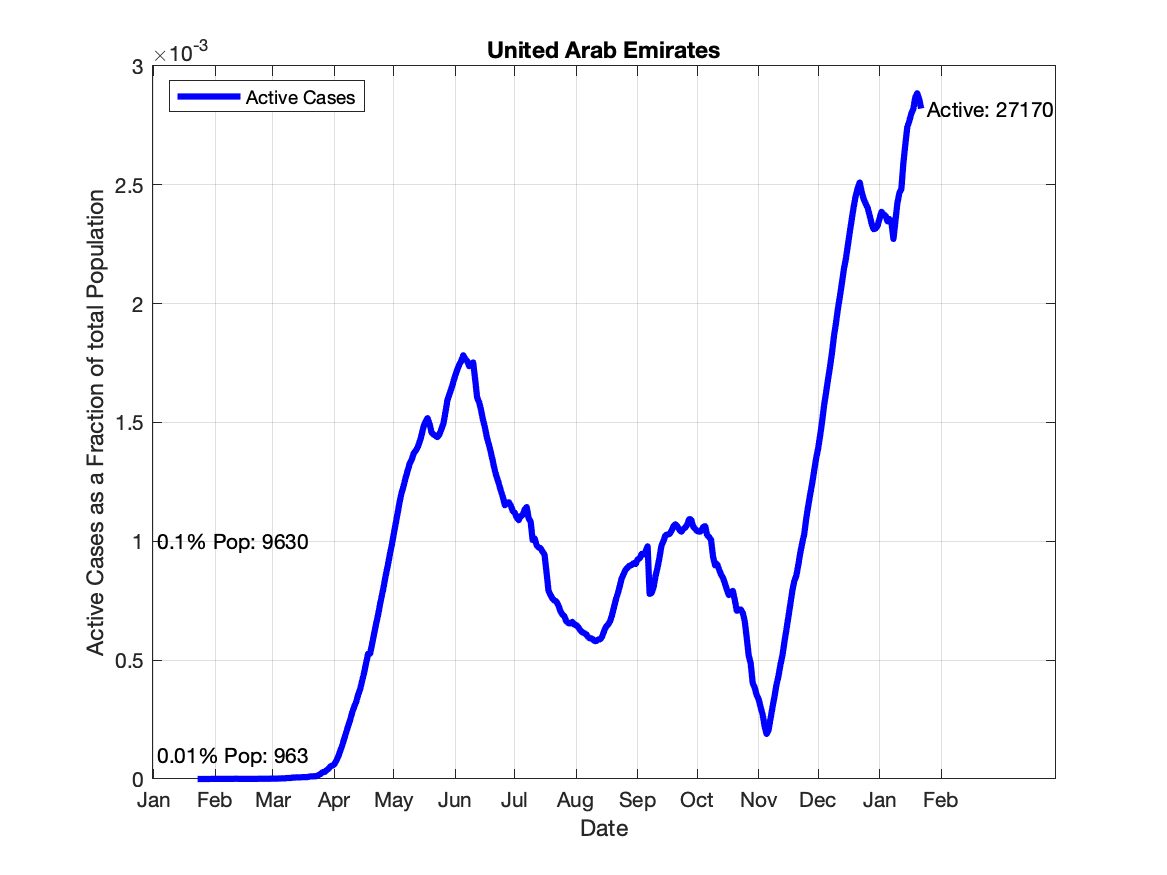 United Arab Emirates
×10-3
Active Cases
Active: 27170
3
2.5
2
1.5
1
0.5
0
0.1% Pop: 9630
0.01% Pop: 963
Active Cases as a Fraction of total Population
Jan Feb Mar Apr May Jun Jul Aug Sep Oct Nov Dec Jan Feb
Date